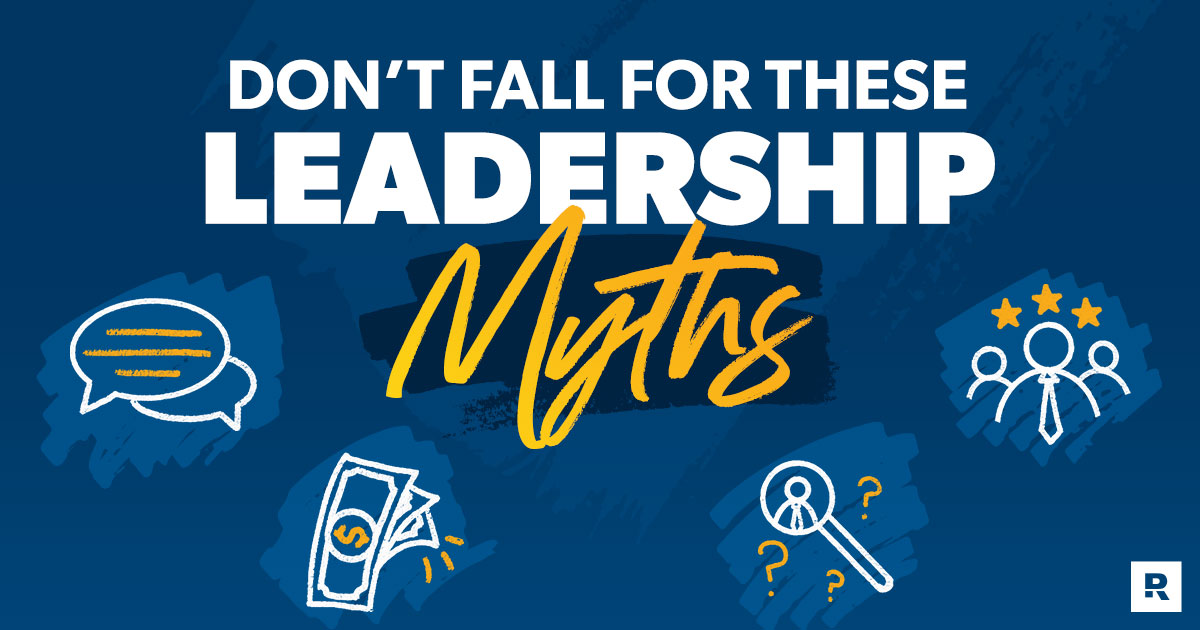 DON'T FALL FOR THESE
LEADERSHIP
Myths
$
? ? ?
R